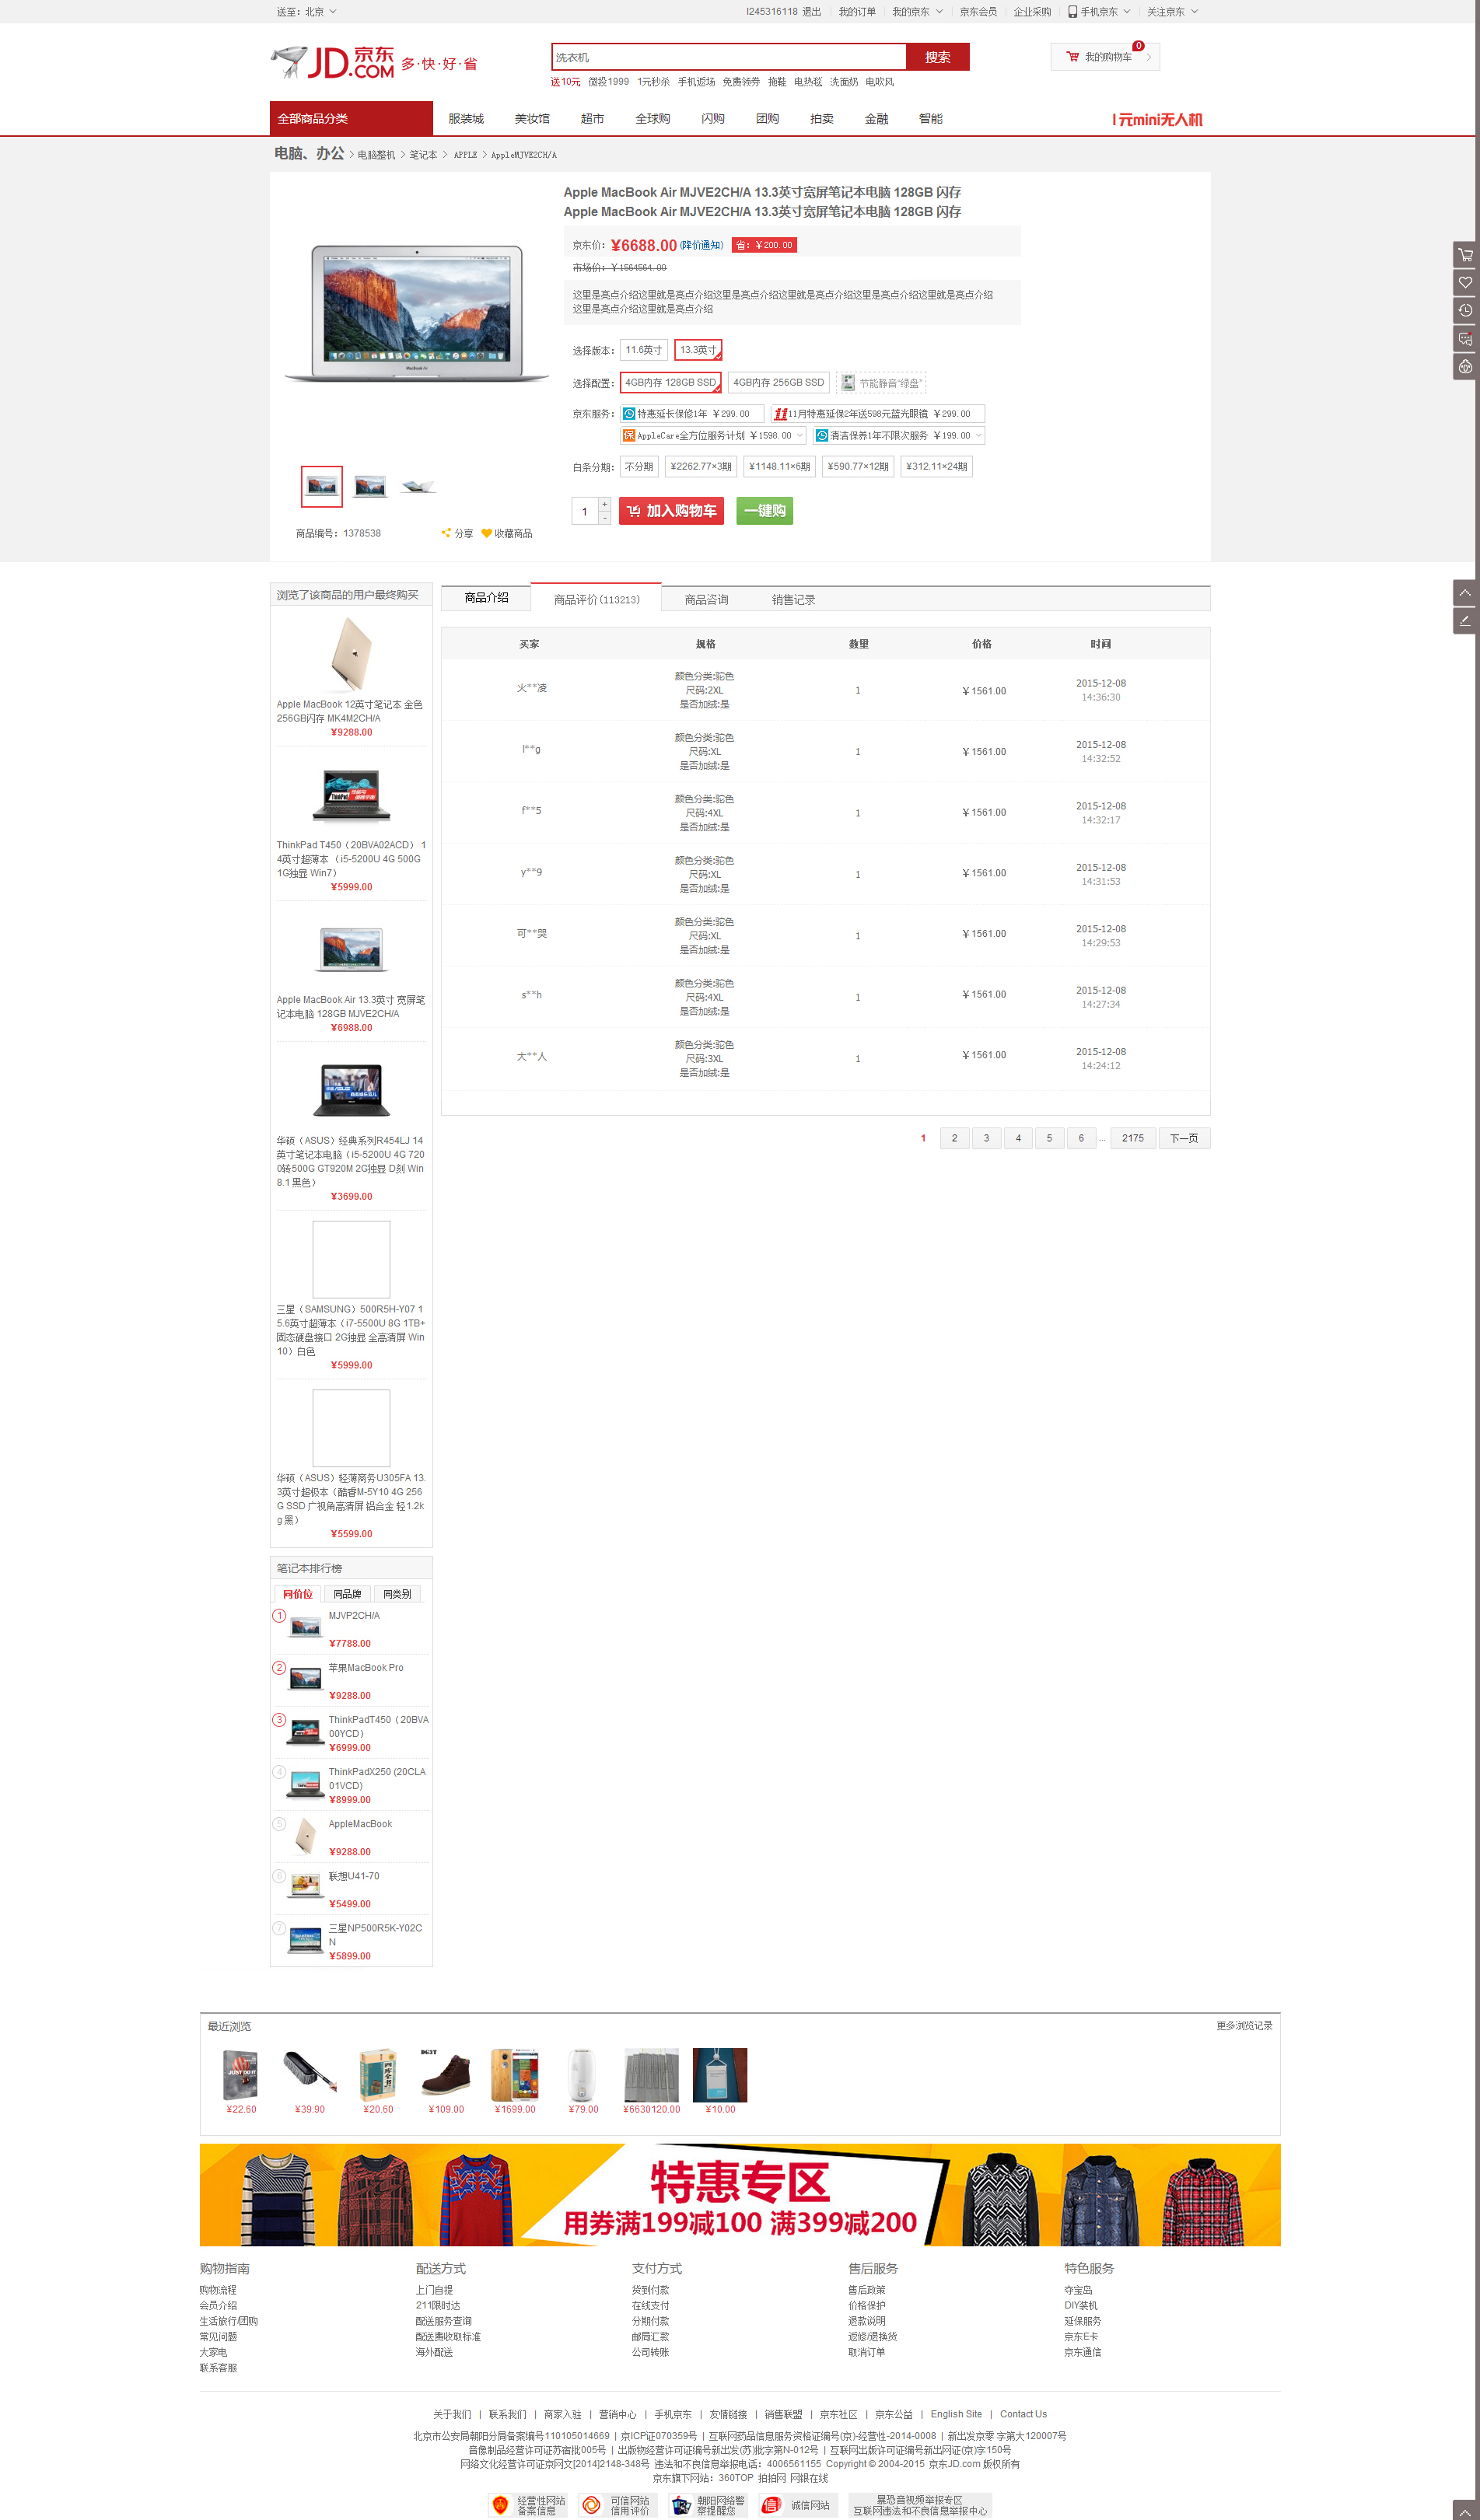 送至：北京
l245316118 退出 我的订单 我的京东 京东会员 企业采购 手机京东 关注京东
JD.COM 京东 多·快·好·省
洗衣机
搜索
我的购物车 0
送10元 微投1999 1元秒杀 手机返场 免费领券 拖鞋 电热毯 洗面奶 电吹风
全部商品分类 服装城 美妆馆 超市 全球购 闪购 团购 拍卖 金融 智能 1元mini无人机
电脑、办公 > 电脑整机 > 笔记本 > APPLE > AppleMJVE2CH/A
Apple MacBook Air MJVE2CH/A 13.3英寸宽屏笔记本电脑 128GB 闪存
Apple MacBook Air MJVE2CH/A 13.3英寸宽屏笔记本电脑 128GB 闪存
京东价：¥6688.00 (降价通知) 省：￥200.00
市场价：￥1564564.00
这里是亮点介绍这里就是亮点介绍这里是亮点介绍这里就是亮点介绍这里是亮点介绍这里就是亮点介绍
这里是亮点介绍这里就是亮点介绍
选择版本： 11.6英寸 13.3英寸
选择配置： 4GB内存 128GB SSD 4GB内存 256GB SSD 节能静音“绿盘”
京东服务： 特惠延长保修1年 ￥299.00 11月特惠延保2年送598元蓝光眼镜 ￥299.00
保 AppleCare全方位服务计划 ￥1598.00 清洁保养1年不限次服务 ￥199.00
白条分期： 不分期 ¥2262.77×3期 ¥1148.11×6期 ¥590.77×12期 ¥312.11×24期
1 + - 加入购物车 一键购
商品编号：1378538 分享 收藏商品
浏览了该商品的用户最终购买
Apple MacBook 12英寸笔记本 金色
256GB闪存 MK4M2CH/A
¥9288.00
ThinkPad T450（20BVA02ACD） 1
4英寸超薄本 （i5-5200U 4G 500G
1G独显 Win7）
¥5999.00
Apple MacBook Air 13.3英寸 宽屏笔
记本电脑 128GB MJVE2CH/A
¥6988.00
华硕（ASUS）经典系列R454LJ 14
英寸笔记本电脑（i5-5200U 4G 720
0转500G GT920M 2G独显 D刻 Win
8.1 黑色）
¥3699.00
三星（SAMSUNG）500R5H-Y07 1
5.6英寸超薄本（i7-5500U 8G 1TB+
固态硬盘接口 2G独显 全高清屏 Win
10）白色
¥5999.00
华硕（ASUS）轻薄商务U305FA 13.
3英寸超极本（酷睿M-5Y10 4G 256
G SSD 广视角高清屏 铝合金 轻1.2k
g 黑）
¥5599.00
商品介绍 商品评价(113213) 商品咨询 销售记录
买家 规格 数量 价格 时间
火**凌 颜色分类:驼色 尺码:2XL 是否加绒:是 1 ￥1561.00 2015-12-08 14:36:30
l**g 颜色分类:驼色 尺码:XL 是否加绒:是 1 ￥1561.00 2015-12-08 14:32:52
f**5 颜色分类:驼色 尺码:4XL 是否加绒:是 1 ￥1561.00 2015-12-08 14:32:17
y**9 颜色分类:驼色 尺码:XL 是否加绒:是 1 ￥1561.00 2015-12-08 14:31:53
可**哭 颜色分类:驼色 尺码:XL 是否加绒:是 1 ￥1561.00 2015-12-08 14:29:53
s**h 颜色分类:驼色 尺码:4XL 是否加绒:是 1 ￥1561.00 2015-12-08 14:27:34
大**人 颜色分类:驼色 尺码:3XL 是否加绒:是 1 ￥1561.00 2015-12-08 14:24:12
1 2 3 4 5 6 ... 2175 下一页
笔记本排行榜
同价位 同品牌 同类别
1 MJVP2CH/A
¥7788.00
2 苹果MacBook Pro
¥9288.00
3 ThinkPadT450（20BVA
00YCD）
¥6999.00
4 ThinkPadX250 (20CLA
01VCD)
¥8999.00
5 AppleMacBook
¥9288.00
6 联想U41-70
¥5499.00
7 三星NP500R5K-Y02C
N
¥5899.00
最近浏览 更多浏览记录
¥22.60 ¥39.90 ¥20.60 ¥109.00 ¥1699.00 ¥79.00 ¥6630120.00 ¥10.00
特惠专区
用券满199减100 满399减200
购物指南 配送方式 支付方式 售后服务 特色服务
购物流程 上门自提 货到付款 售后政策 夺宝岛
会员介绍 211限时达 在线支付 价格保护 DIY装机
生活旅行/团购 配送服务查询 分期付款 退款说明 延保服务
常见问题 配送费收取标准 邮局汇款 返修/退换货 京东E卡
大家电 海外配送 公司转账 取消订单 京东通信
联系客服
关于我们 | 联系我们 | 商家入驻 | 营销中心 | 手机京东 | 友情链接 | 销售联盟 | 京东社区 | 京东公益 | English Site | Contact Us
北京市公安局朝阳分局备案编号110105014669 | 京ICP证070359号 | 互联网药品信息服务资格证编号(京)-经营性-2014-0008 | 新出发京零 字第大120007号
音像制品经营许可证苏宿批005号 | 出版物经营许可证编号新出发(苏)批字第N-012号 | 互联网出版许可证编号新出网证(京)字150号
网络文化经营许可证京网文[2014]2148-348号 违法和不良信息举报电话：4006561155 Copyright © 2004-2015 京东JD.com 版权所有
京东旗下网站：360TOP 拍拍网 网银在线
经营性网站 备案信息 可信网站 信用评价 朝阳网络警 察提醒您 诚信网站 暴恐音视频举报专区
互联网违法和不良信息举报中心